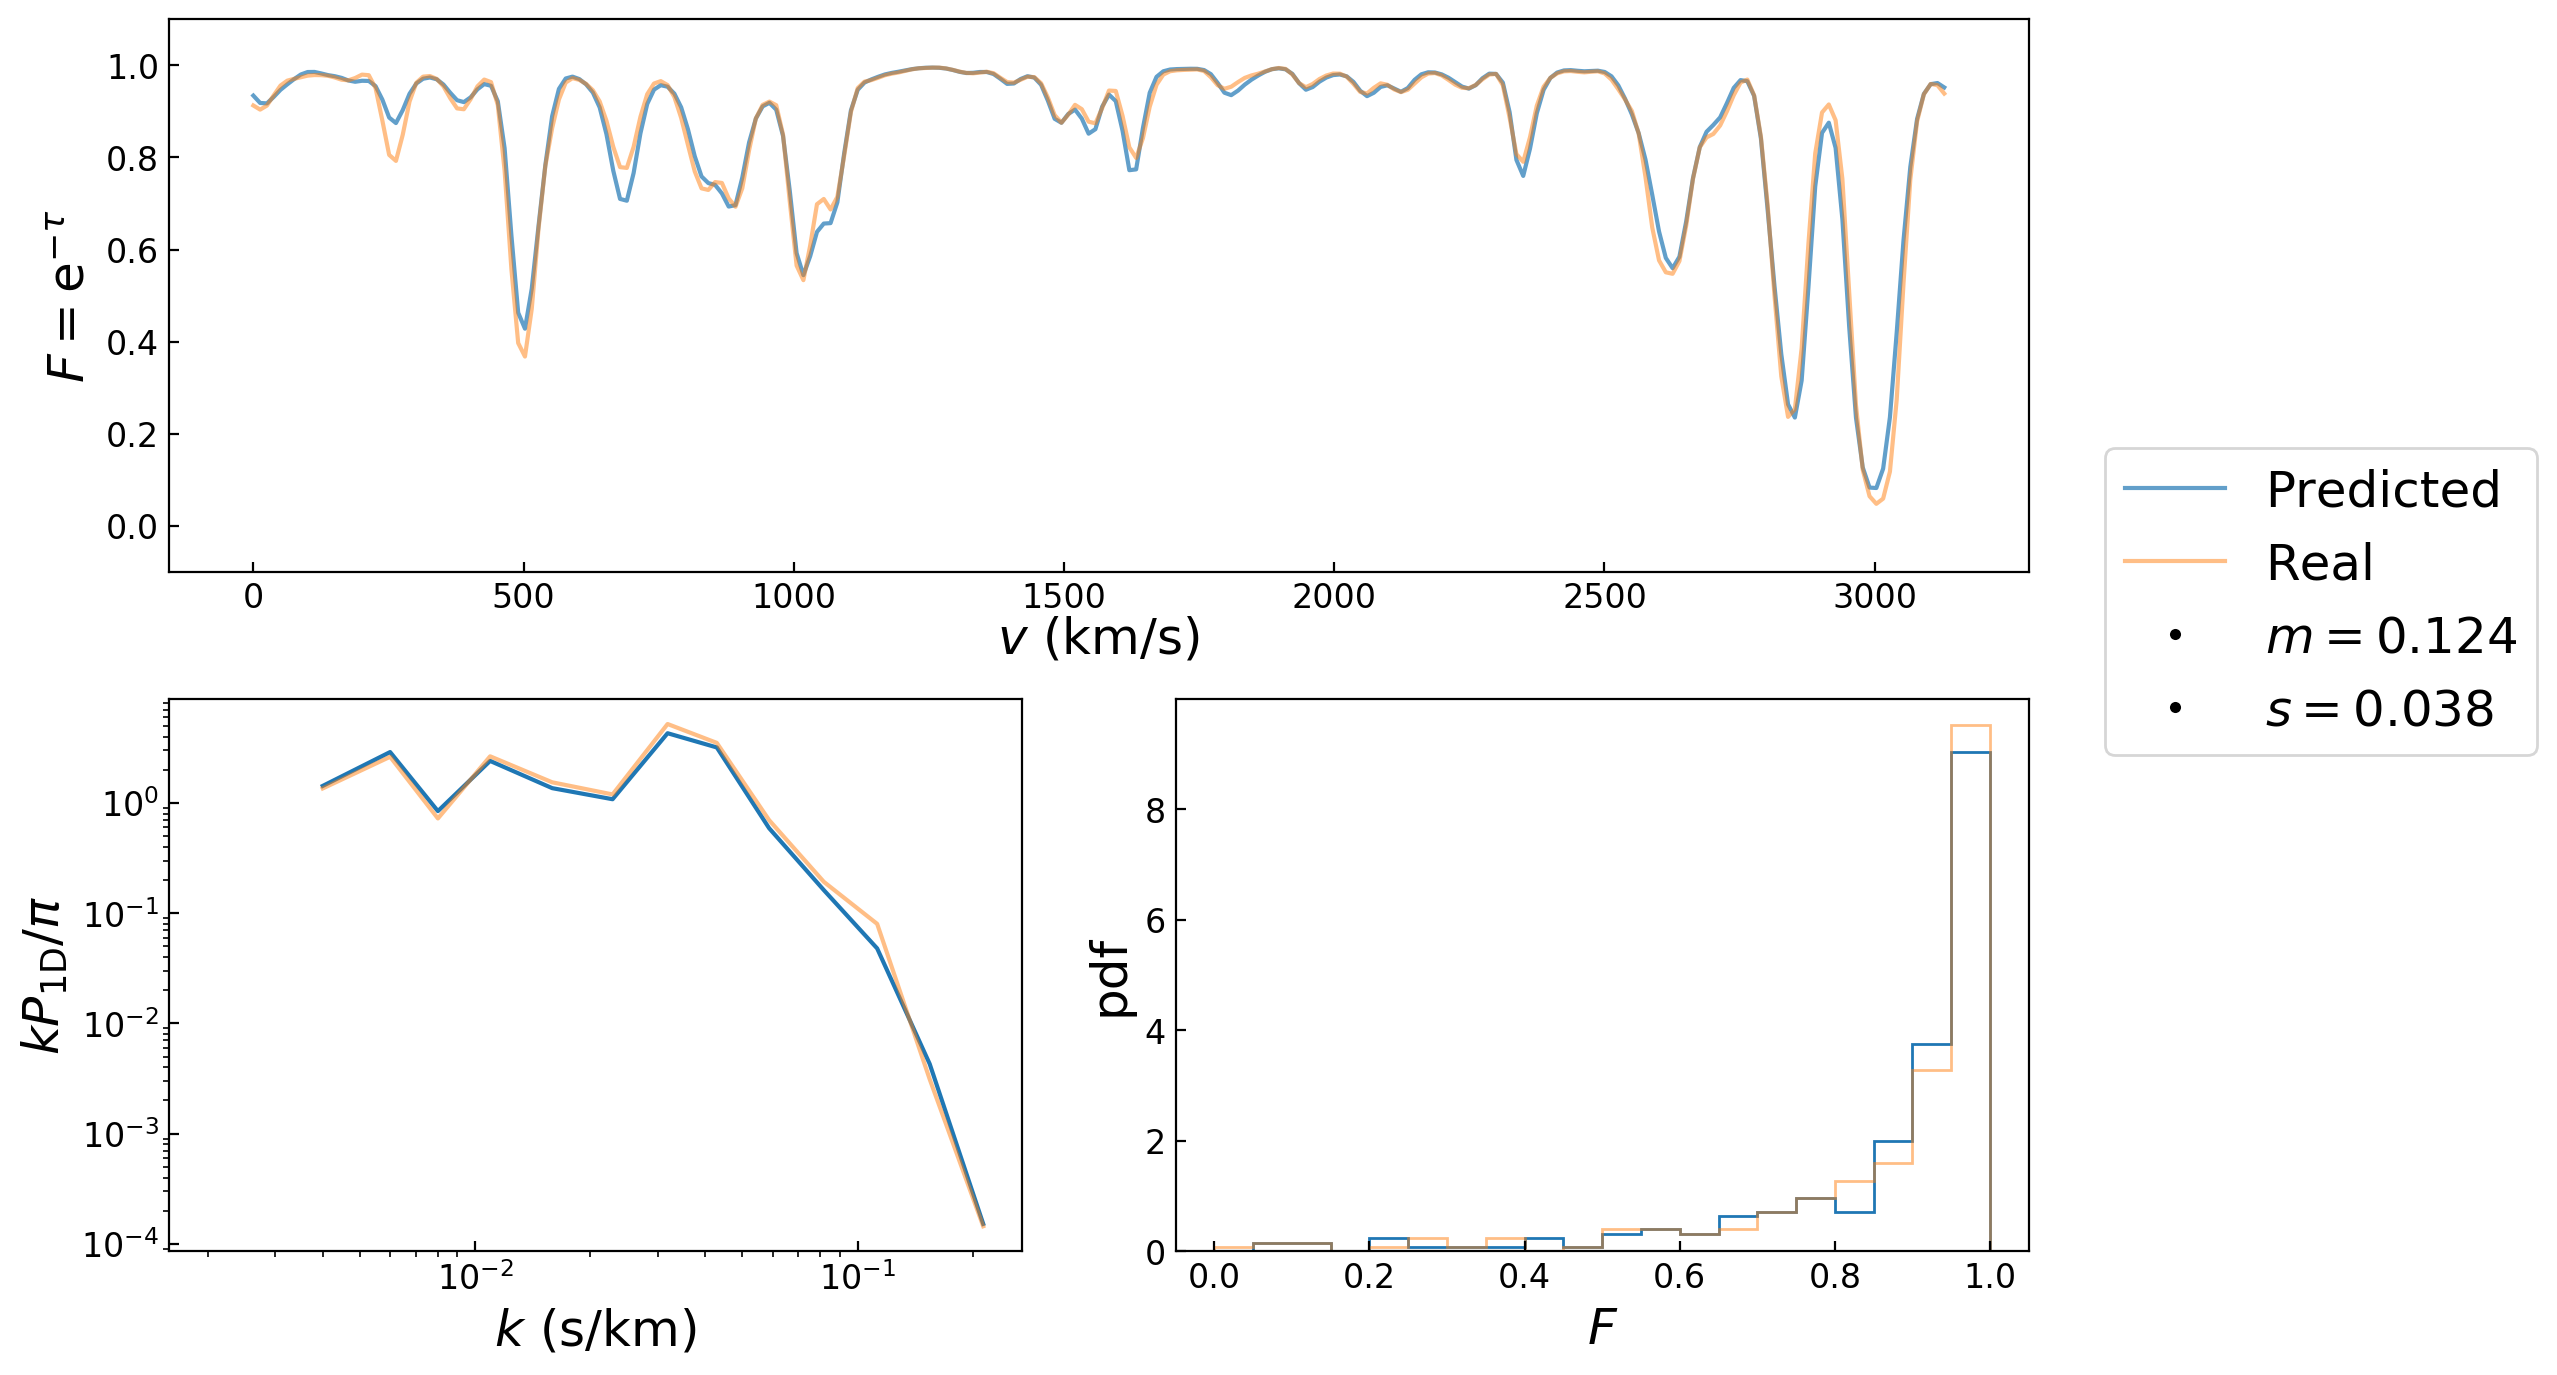 1.0
0.8
0.6
0.4
0.2
0.0
F = e^{-τ}
0 500 1000 1500 2000 2500 3000
v (km/s)
Predicted
Real
m = 0.124
s = 0.038
10^0
10^{-1}
10^{-2}
10^{-3}
10^{-4}
kP_{1D}/π
10^{-2} 10^{-1}
k (s/km)
8
6
4
2
0
pdf
0.0 0.2 0.4 0.6 0.8 1.0
F